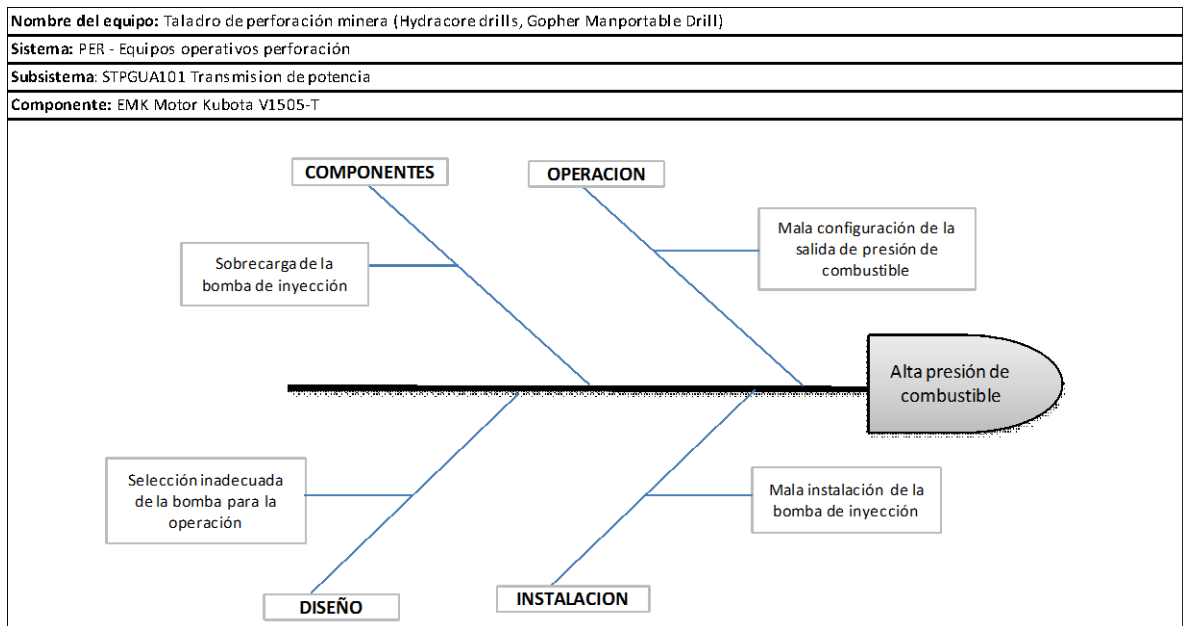 Nombre del equipo: Taladro de perforación minera (Hydracore drills, Gopher Manportable Drill)
Sistema: PER - Equipos operativos perforación
Subsistema: STPGUA101 Transmision de potencia
Componente: EMK Motor Kubota V1505-T
COMPONENTES
OPERACION
Mala configuración de la
salida de presión de
combustible
Sobrecarga de la
bomba de inyección
Alta presión de
combustible
Selección inadecuada
de la bomba para la
operación
Mala instalación de la
bomba de inyección
DISEÑO
INSTALACION